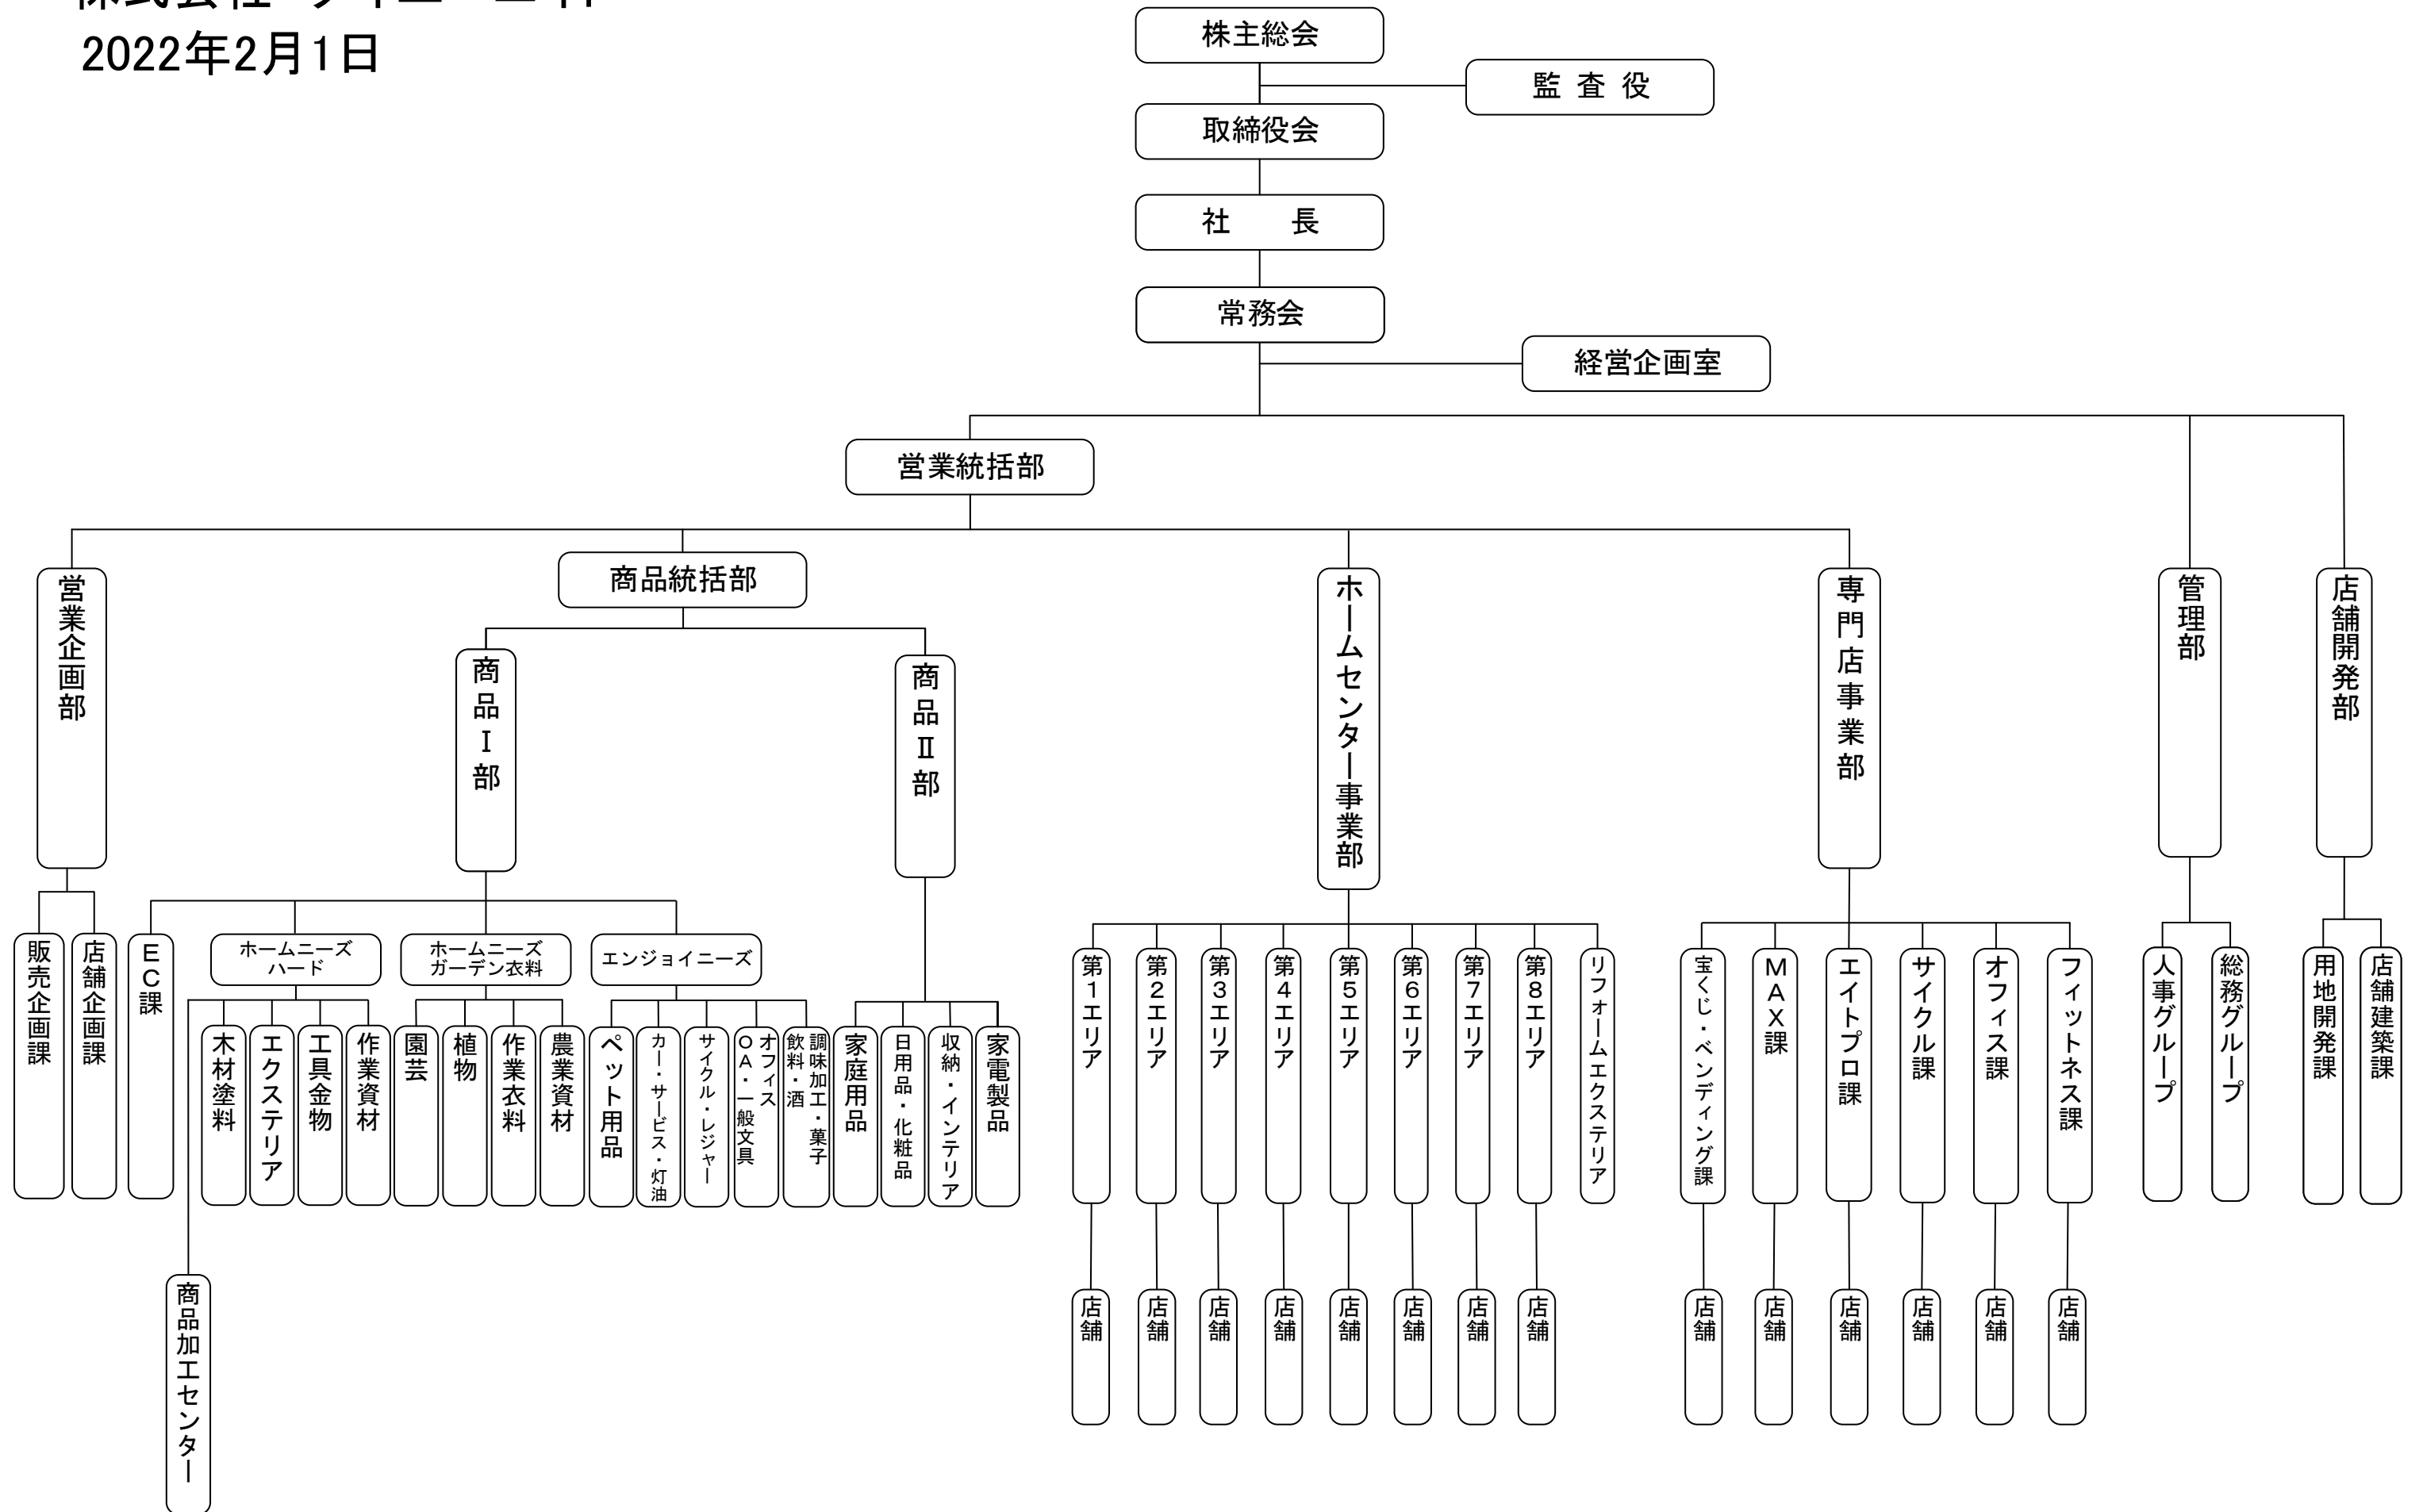 2022年2月1日
株主総会
監 査 役
取締役会
社　　長
常務会
経営企画室
営業統括部
営業企画部
商品統括部
ホームセンター事業部
専門店事業部
管理部
店舗開発部
商品Ⅰ部
商品Ⅱ部
販売企画課
店舗企画課
EC課
ホームニーズ
ハード
ホームニーズ
ガーデン衣料
エンジョイニーズ
木材塗料
エクステリア
工具金物
作業資材
園芸
植物
作業衣料
農業資材
ペット用品
カー・サービス・灯油
サイクル・レジャー
オフィス
OA・一般文具
調味加工・菓子
飲料・酒
家庭用品
日用品・化粧品
収納・インテリア
家電製品
商品加工センター
第1エリア
第2エリア
第3エリア
第4エリア
第5エリア
第6エリア
第7エリア
第8エリア
リフォームエクステリア
宝くじ・ベンディング課
MAX課
エイトプロ課
サイクル課
オフィス課
フィットネス課
人事グループ
総務グループ
用地開発課
店舗建築課
店舗
店舗
店舗
店舗
店舗
店舗
店舗
店舗
店舗
店舗
店舗
店舗
店舗
店舗